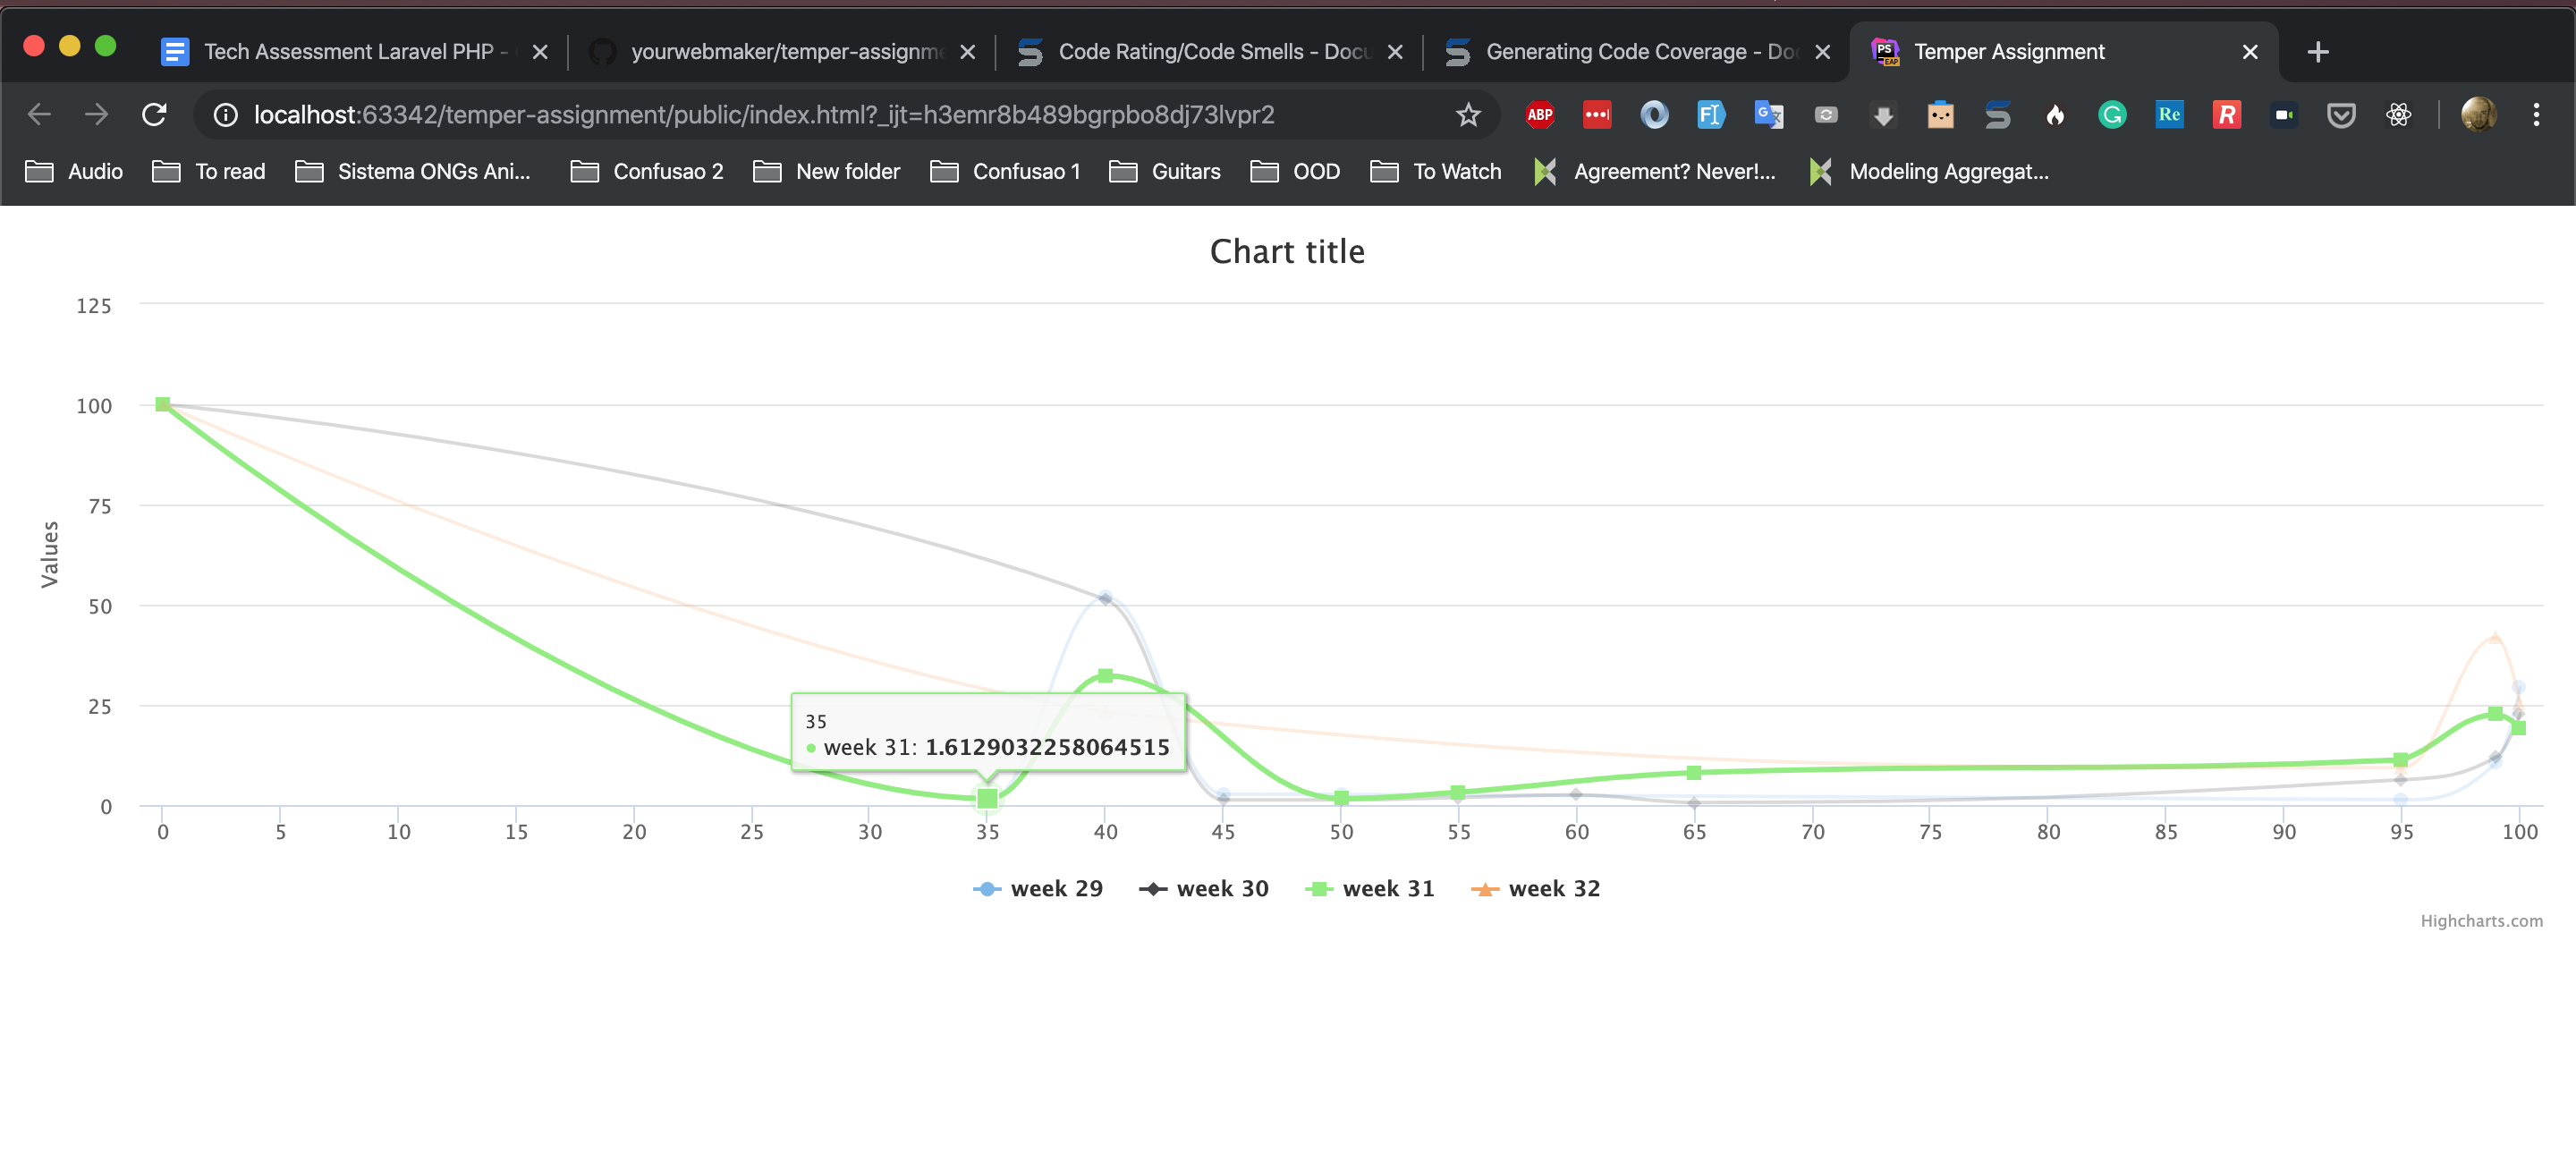 Tech Assessment Laravel PHP -
yourwebmaker/temper-assignme
Code Rating/Code Smells - Docu
Generating Code Coverage - Do
Temper Assignment
localhost:63342/temper-assignment/public/index.html?_ijt=h3emr8b489bgrpbo8dj73lvpr2
ABP
Re
R
Audio
To read
Sistema ONGs Ani...
Confusao 2
New folder
Confusao 1
Guitars
OOD
To Watch
Agreement? Never!...
Modeling Aggregat...
Chart title
Values
125
100
75
50
25
0
35
week 31: 1.6129032258064515
0 5 10 15 20 25 30 35 40 45 50 55 60 65 70 75 80 85 90 95 100
week 29 week 30 week 31 week 32
Highcharts.com